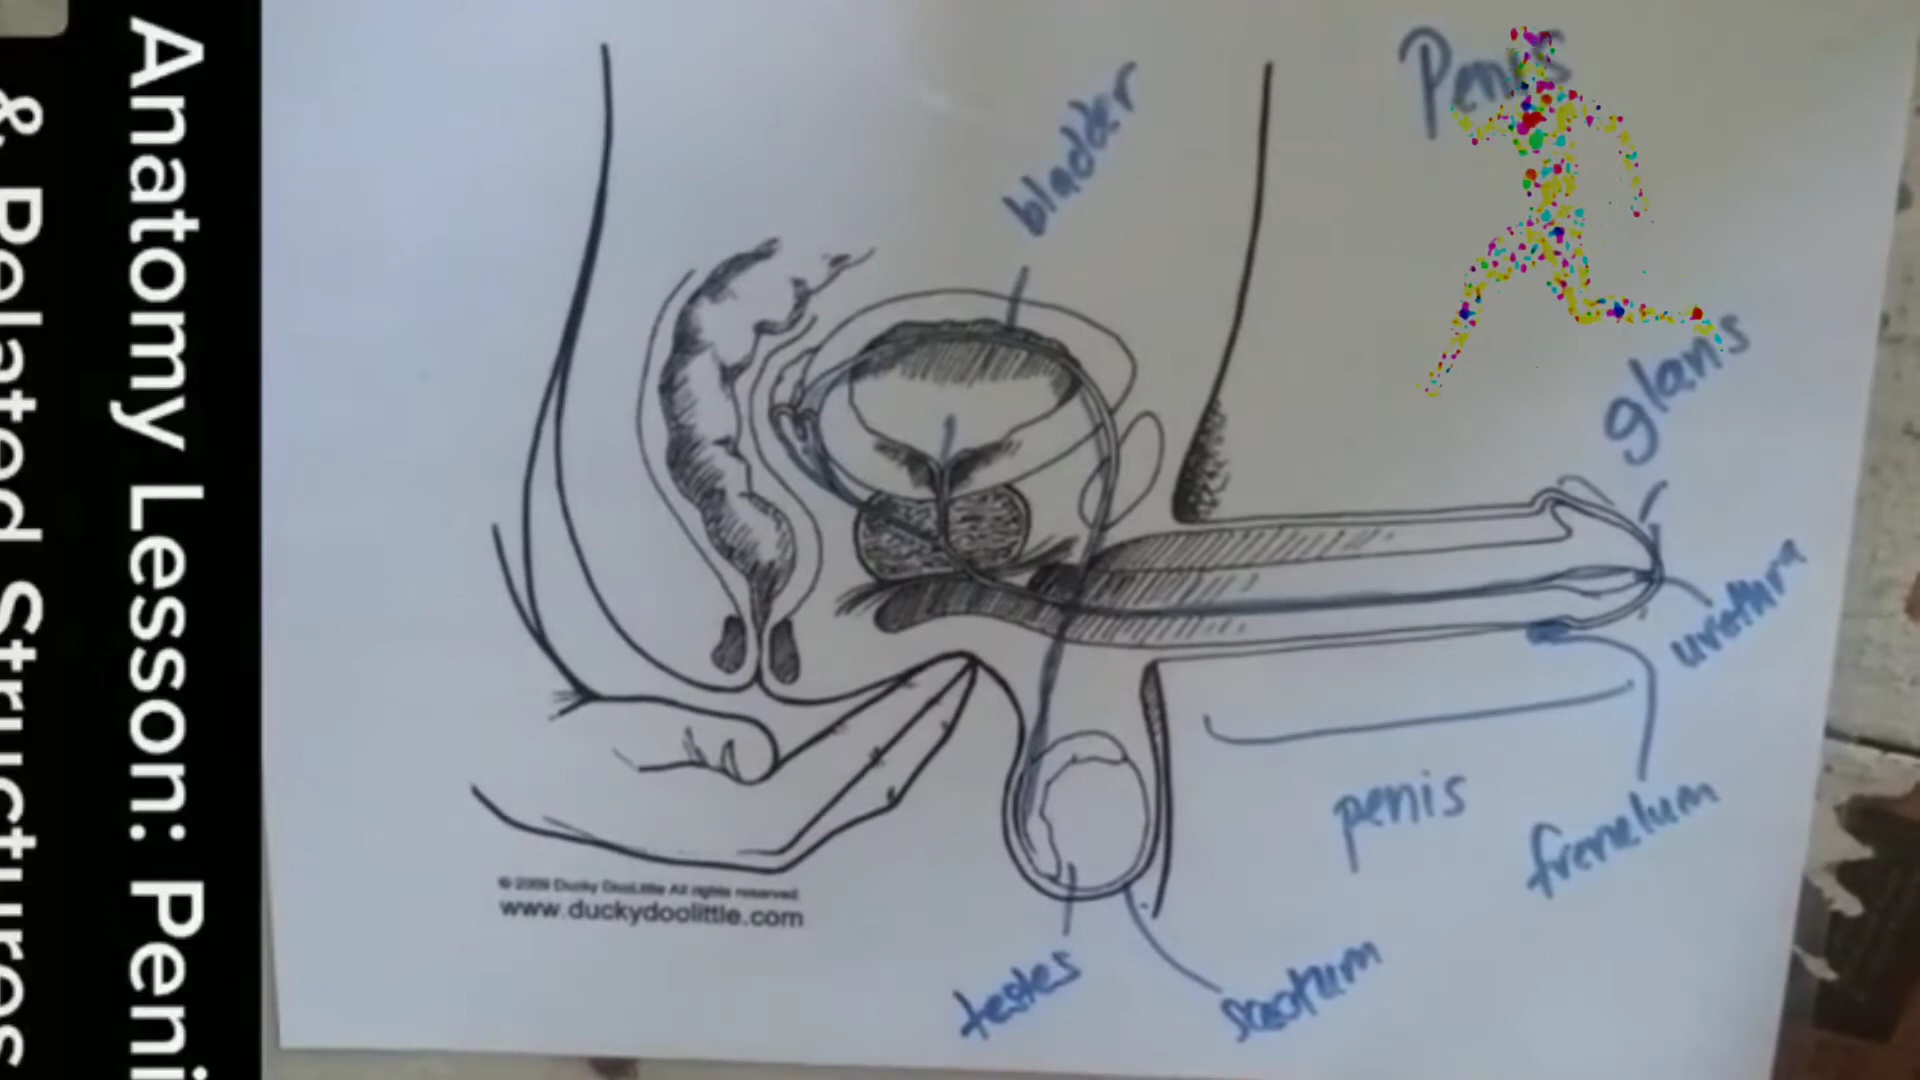 Anatomy Lesson: Peni
& Related Structures
Penis
bladder
glans
urethra
penis
frenelum
testes
scrotum
© 2009 Ducky DooLittle All rights reserved.
www.duckydoolittle.com